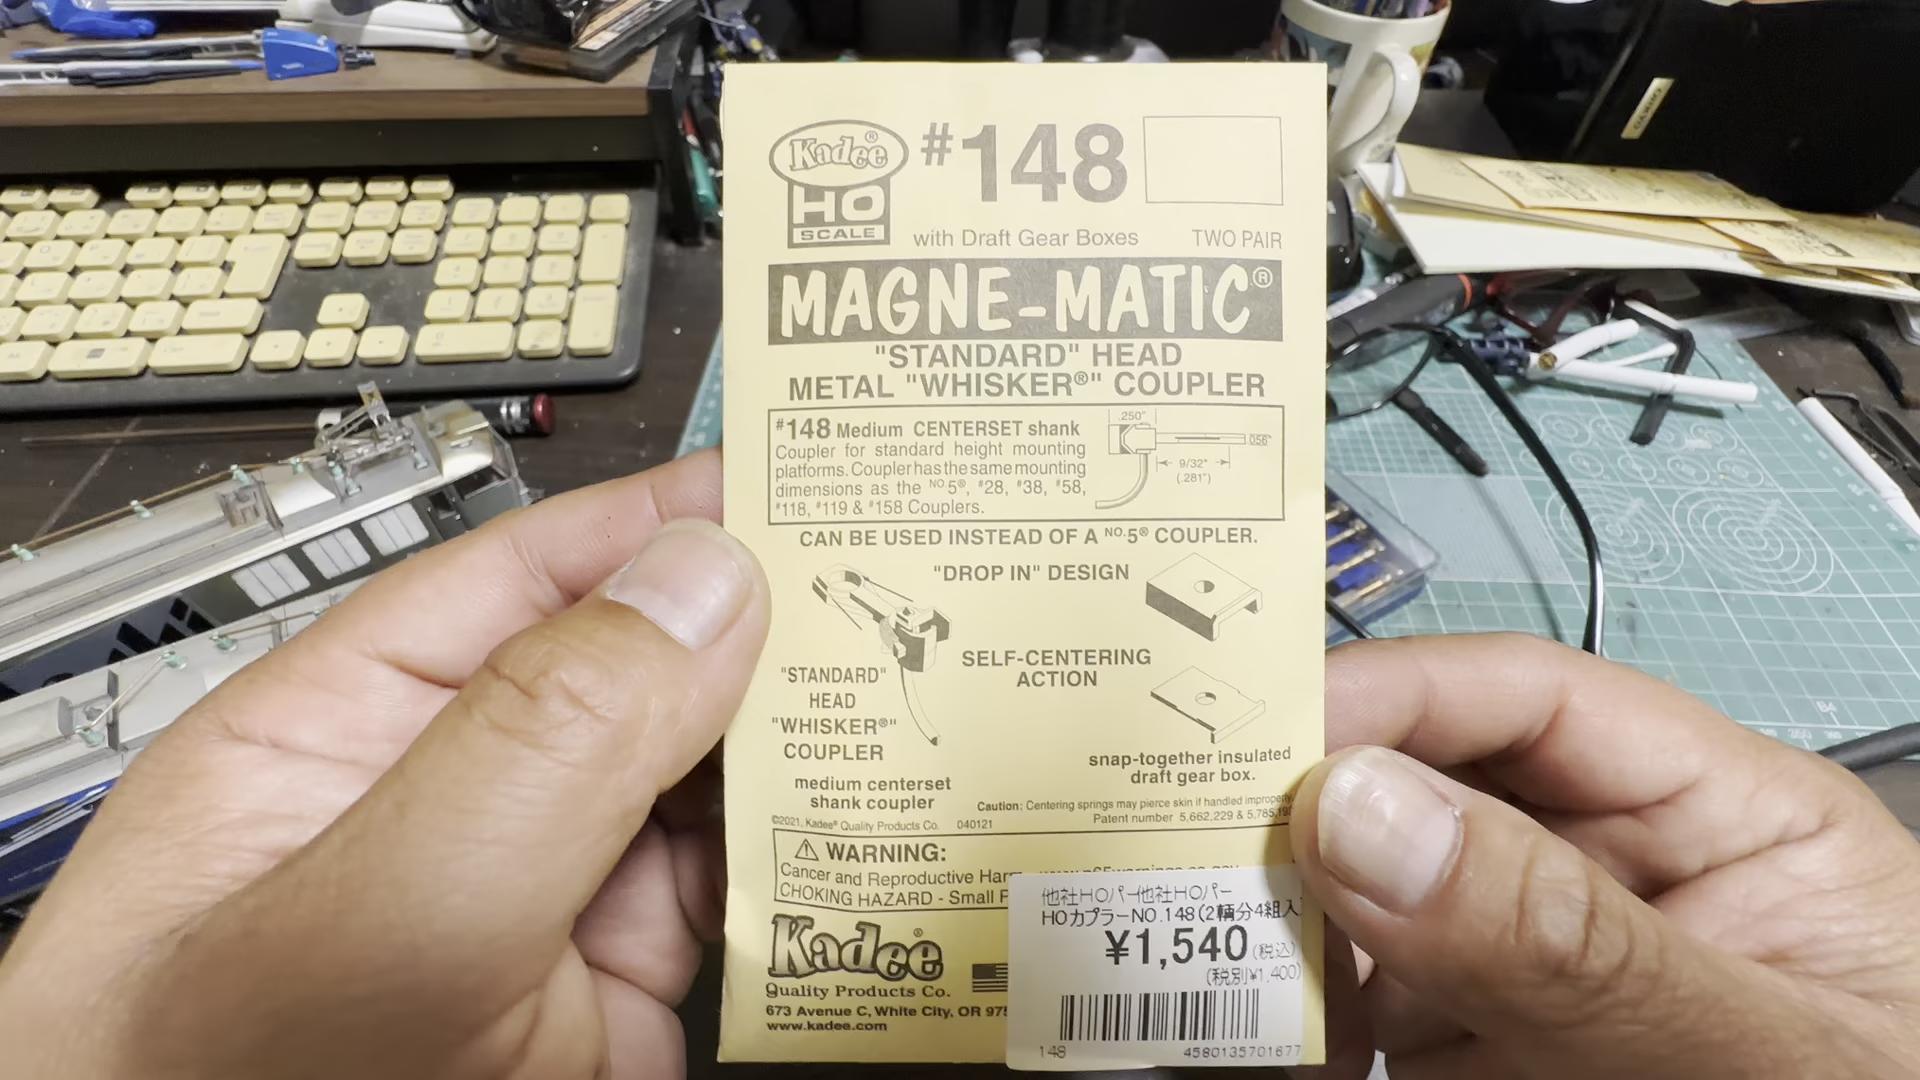 Kadee®
HO
SCALE
#148
with Draft Gear Boxes
TWO PAIR
MAGNE-MATIC®
"STANDARD" HEAD
METAL "WHISKER®" COUPLER
#148 Medium CENTERSET shank
Coupler for standard height mounting
platforms. Coupler has the same mounting
dimensions as the NO.5®, #28, #38, #58,
#118, #119 & #158 Couplers.
.250"
.056"
9/32"
(.281")
CAN BE USED INSTEAD OF A NO.5® COUPLER.
"DROP IN" DESIGN
SELF-CENTERING
ACTION
"STANDARD"
HEAD
"WHISKER®"
COUPLER
medium centerset
shank coupler
snap-together insulated
draft gear box.
Caution: Centering springs may pierce skin if handled improperly.
Patent number 5,662,229 & 5,785,19
©2021, Kadee® Quality Products Co. 040121
⚠ WARNING:
Cancer and Reproductive Harm
CHOKING HAZARD - Small
Kadee®
Quality Products Co.
673 Avenue C, White City, OR 975
www.kadee.com
他社HOパー他社HOパー
HOカプラーNO.148(2輌分4組入)
¥1,540(税込)
(税別¥1,400)
148
4580135701677